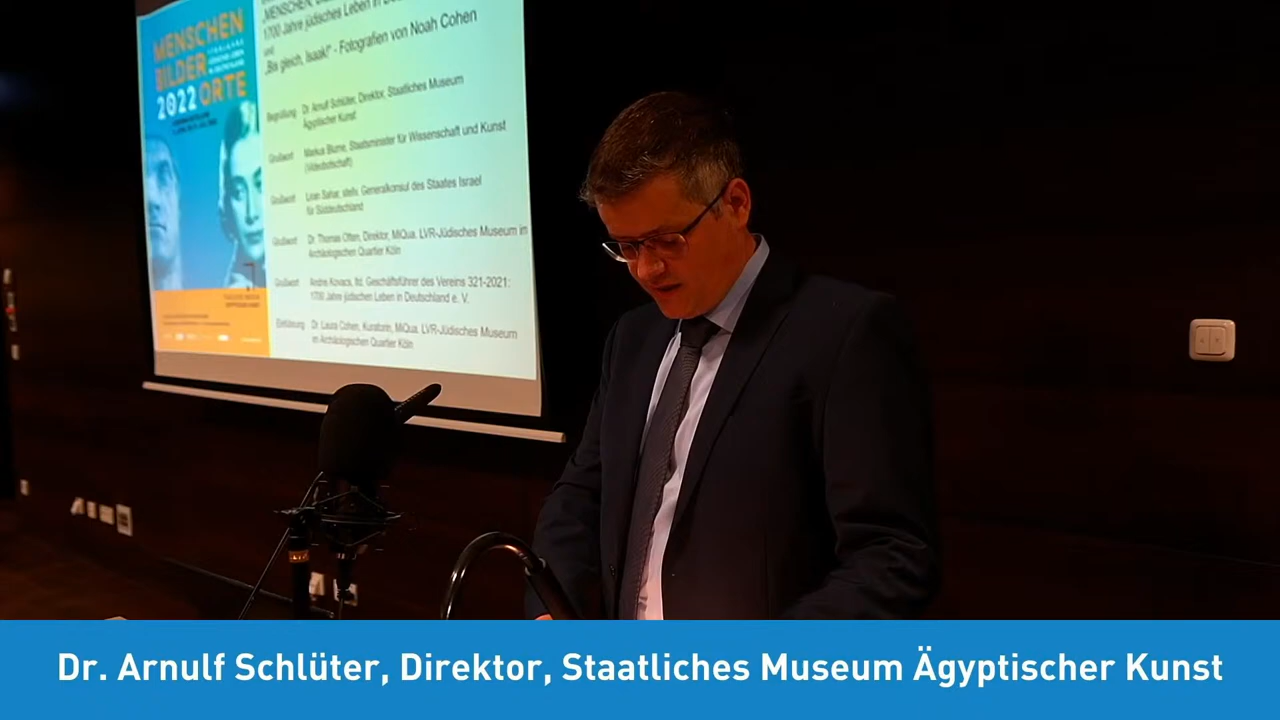 MENSCHEN
BILDER
2022 ORTE
1700 Jahre jüdisches Leben in
und
„Bis gleich, Isaak!“ - Fotografien von Noah Cohen
Begrüßung Dr. Arnulf Schlüter, Direktor, Staatliches Museum
Ägyptischer Kunst
Grußwort Markus Blume, Staatsminister für Wissenschaft und Kunst
(Videobotschaft)
Grußwort Liran Sahar, stellv. Generalkonsul des Staates Israel
für Süddeutschland
Grußwort Dr. Thomas Otten, Direktor, MiQua. LVR-Jüdisches Museum im
Archäologischen Quartier Köln
Grußwort Andrei Kovacs, ltd. Geschäftsführer des Vereins 321-2021:
1700 Jahre jüdisches Leben in Deutschland e. V.
Einführung Dr. Laura Cohen, Kuratorin, MiQua. LVR-Jüdisches Museum
im Archäologischen Quartier Köln
Dr. Arnulf Schlüter, Direktor, Staatliches Museum Ägyptischer Kunst